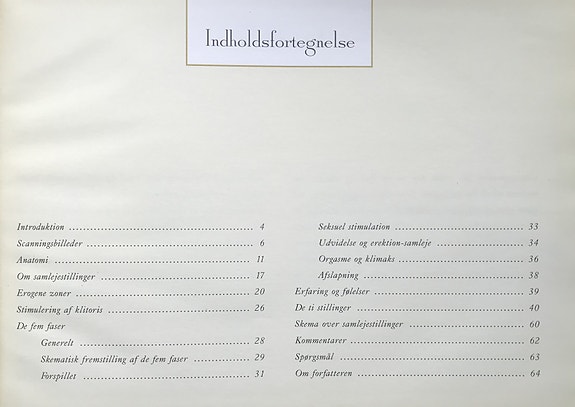 Indholdsfortegnelse
Introduktion 4
Scanningsbilleder 6
Anatomi 11
Om samlejestillinger 17
Erogene zoner 20
Stimulering af klitoris 26
De fem faser
Generelt 28
Skematisk fremstilling af de fem faser 29
Forspillet 31
Seksuel stimulation 33
Udvidelse og erektion-samleje 34
Orgasme og klimaks 36
Afslapning 38
Erfaring og følelser 39
De ti stillinger 40
Skema over samlejestillinger 60
Kommentarer 62
Spørgsmål 63
Om forfatteren 64